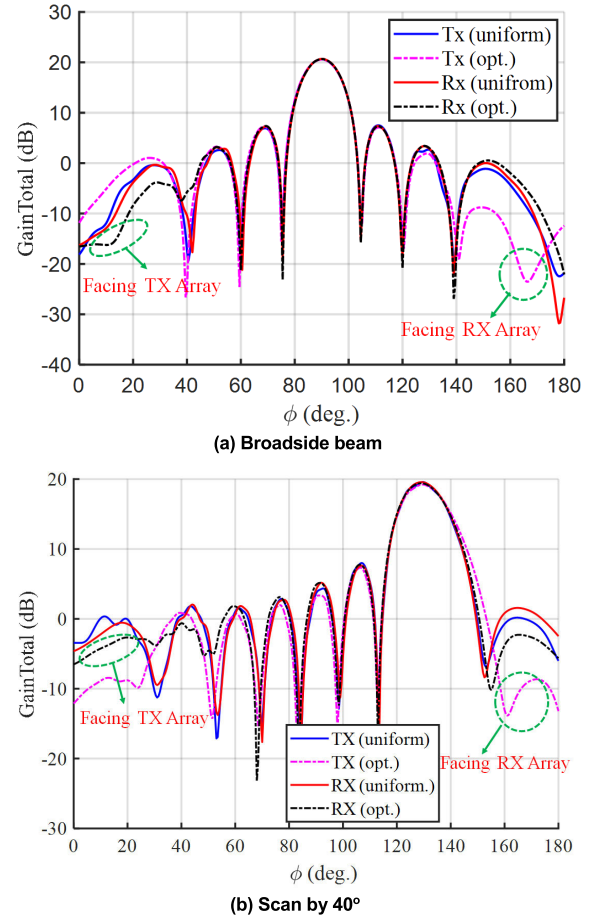 30
20
10
0
-10
-20
-30
-40
GainTotal (dB)
Tx (uniform)
Tx (opt.)
Rx (unifrom)
Rx (opt.)
Facing TX Array
Facing RX Array
0 20 40 60 80 100 120 140 160 180
ϕ (deg.)
(a) Broadside beam
20
10
0
-10
-20
-30
GainTotal (dB)
Facing TX Array
TX (uniform)
TX (opt.)
RX (uniform.)
RX (opt.)
Facing RX Array
0 20 40 60 80 100 120 140 160 180
ϕ (deg.)
(b) Scan by 40º